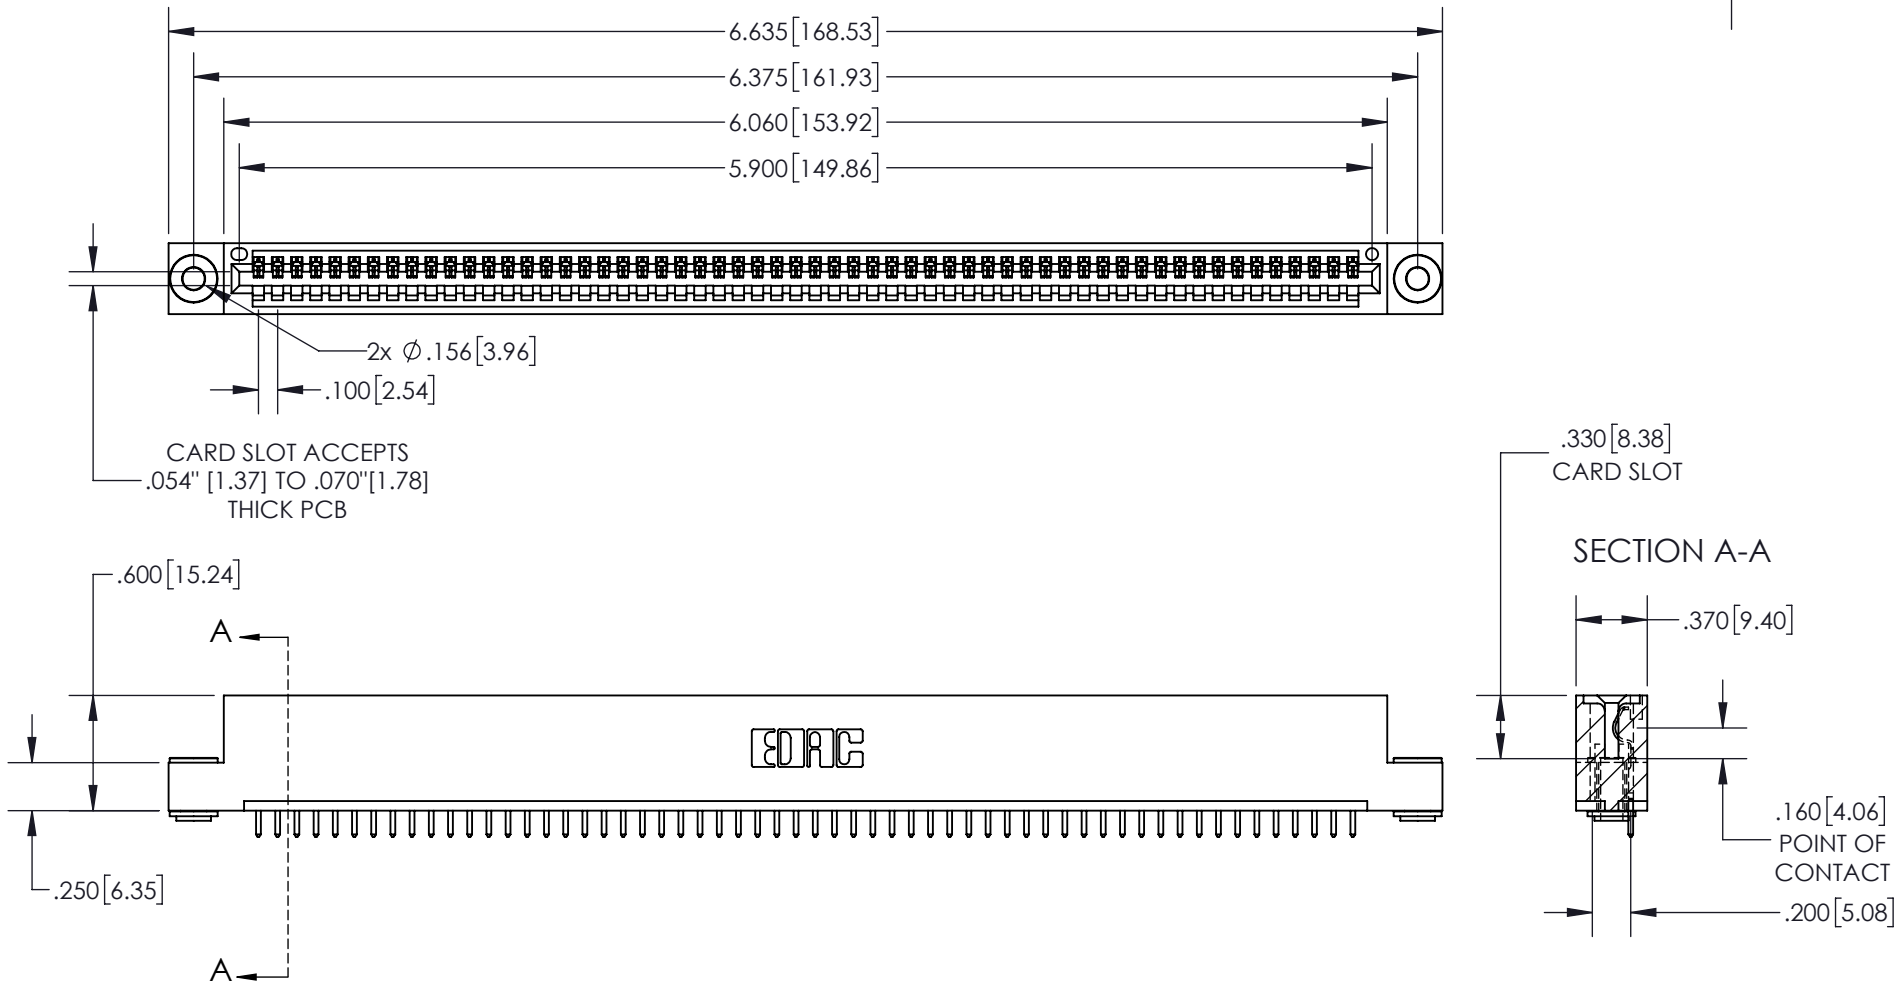 6.635[168.53]
6.375[161.93]
6.060[153.92]
5.900[149.86]
2x Ø.156[3.96]
.100[2.54]
CARD SLOT ACCEPTS
.054" [1.37] TO .070"[1.78]
THICK PCB
.330[8.38]
CARD SLOT
SECTION A-A
.600[15.24]
.370[9.40]
A
EDAC
.160[4.06]
POINT OF
CONTACT
.250[6.35]
.200[5.08]
A